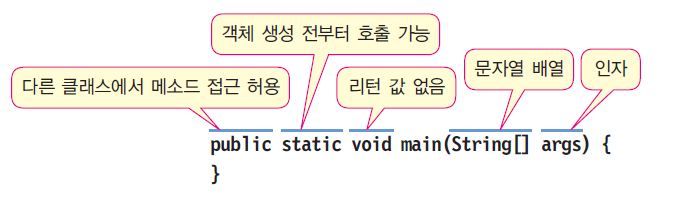 객체 생성 전부터 호출 가능
다른 클래스에서 메소드 접근 허용
리턴 값 없음
문자열 배열
인자
public static void main(String[] args) {
}